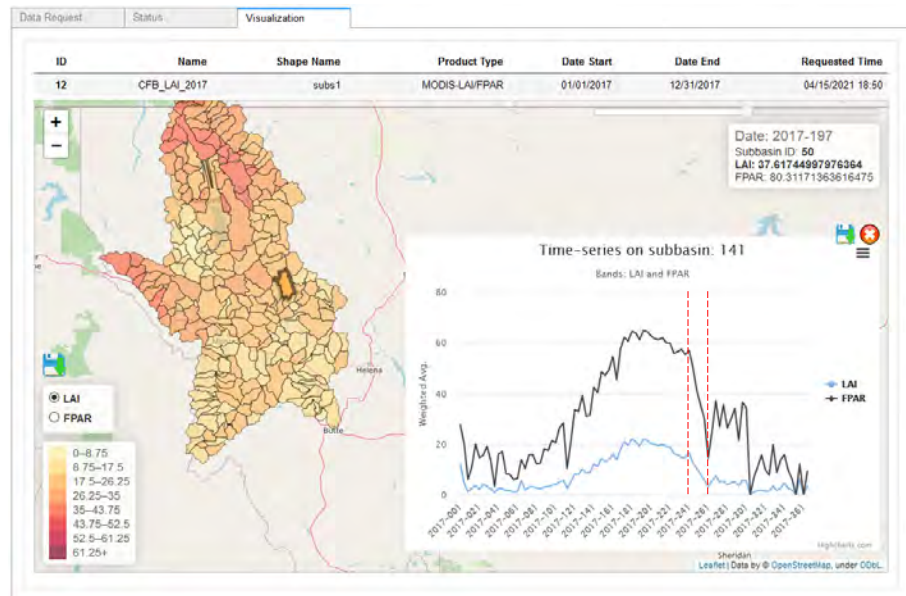 Data Request Status Visualization
ID Name Shape Name Product Type Date Start Date End Requested Time
12 CFB_LAI_2017 subs1 MODIS-LAI/FPAR 01/01/2017 12/31/2017 04/15/2021 18:50
+
−
Date: 2017-197
Subbasin ID: 50
LAI: 37.61744997976364
FPAR: 80.31171363616475
Time-series on subbasin: 141
Bands: LAI and FPAR
Weighted Avg.
80
60
40
20
0
2017-001 2017-021 2017-041 2017-061 2017-081 2017-101 2017-121 2017-141 2017-161 2017-181 2017-201 2017-221 2017-241 2017-261 2017-281 2017-301 2017-321 2017-341 2017-361
LAI
FPAR
Highcharts.com
Helena
Butte
Sheridan
LAI
FPAR
0–8.75
8.75–17.5
17.5–26.25
26.25–35
35–43.75
43.75–52.5
52.5–61.25
61.25+
Leaflet | Data by © OpenStreetMap, under ODbL.